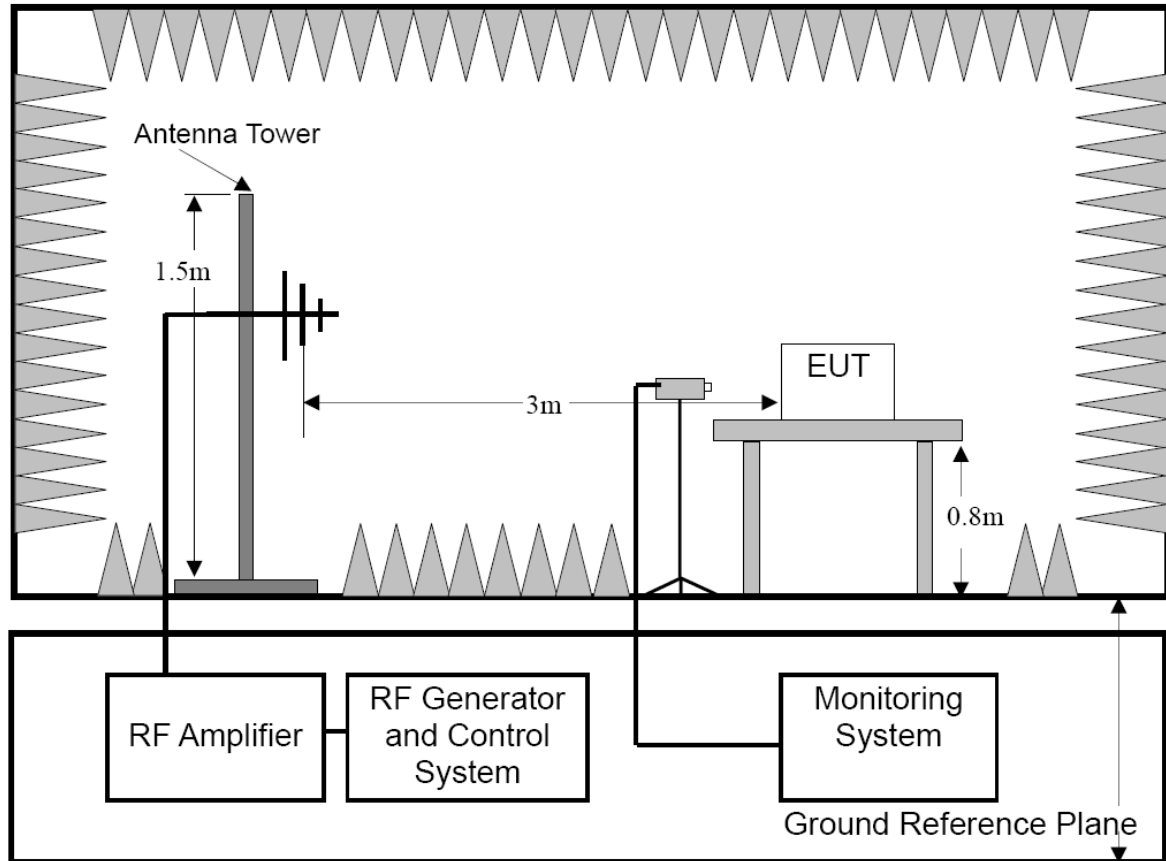 Antenna Tower
1.5m
EUT
3m
0.8m
RF Amplifier
RF Generator
and Control
System
Monitoring
System
Ground Reference Plane